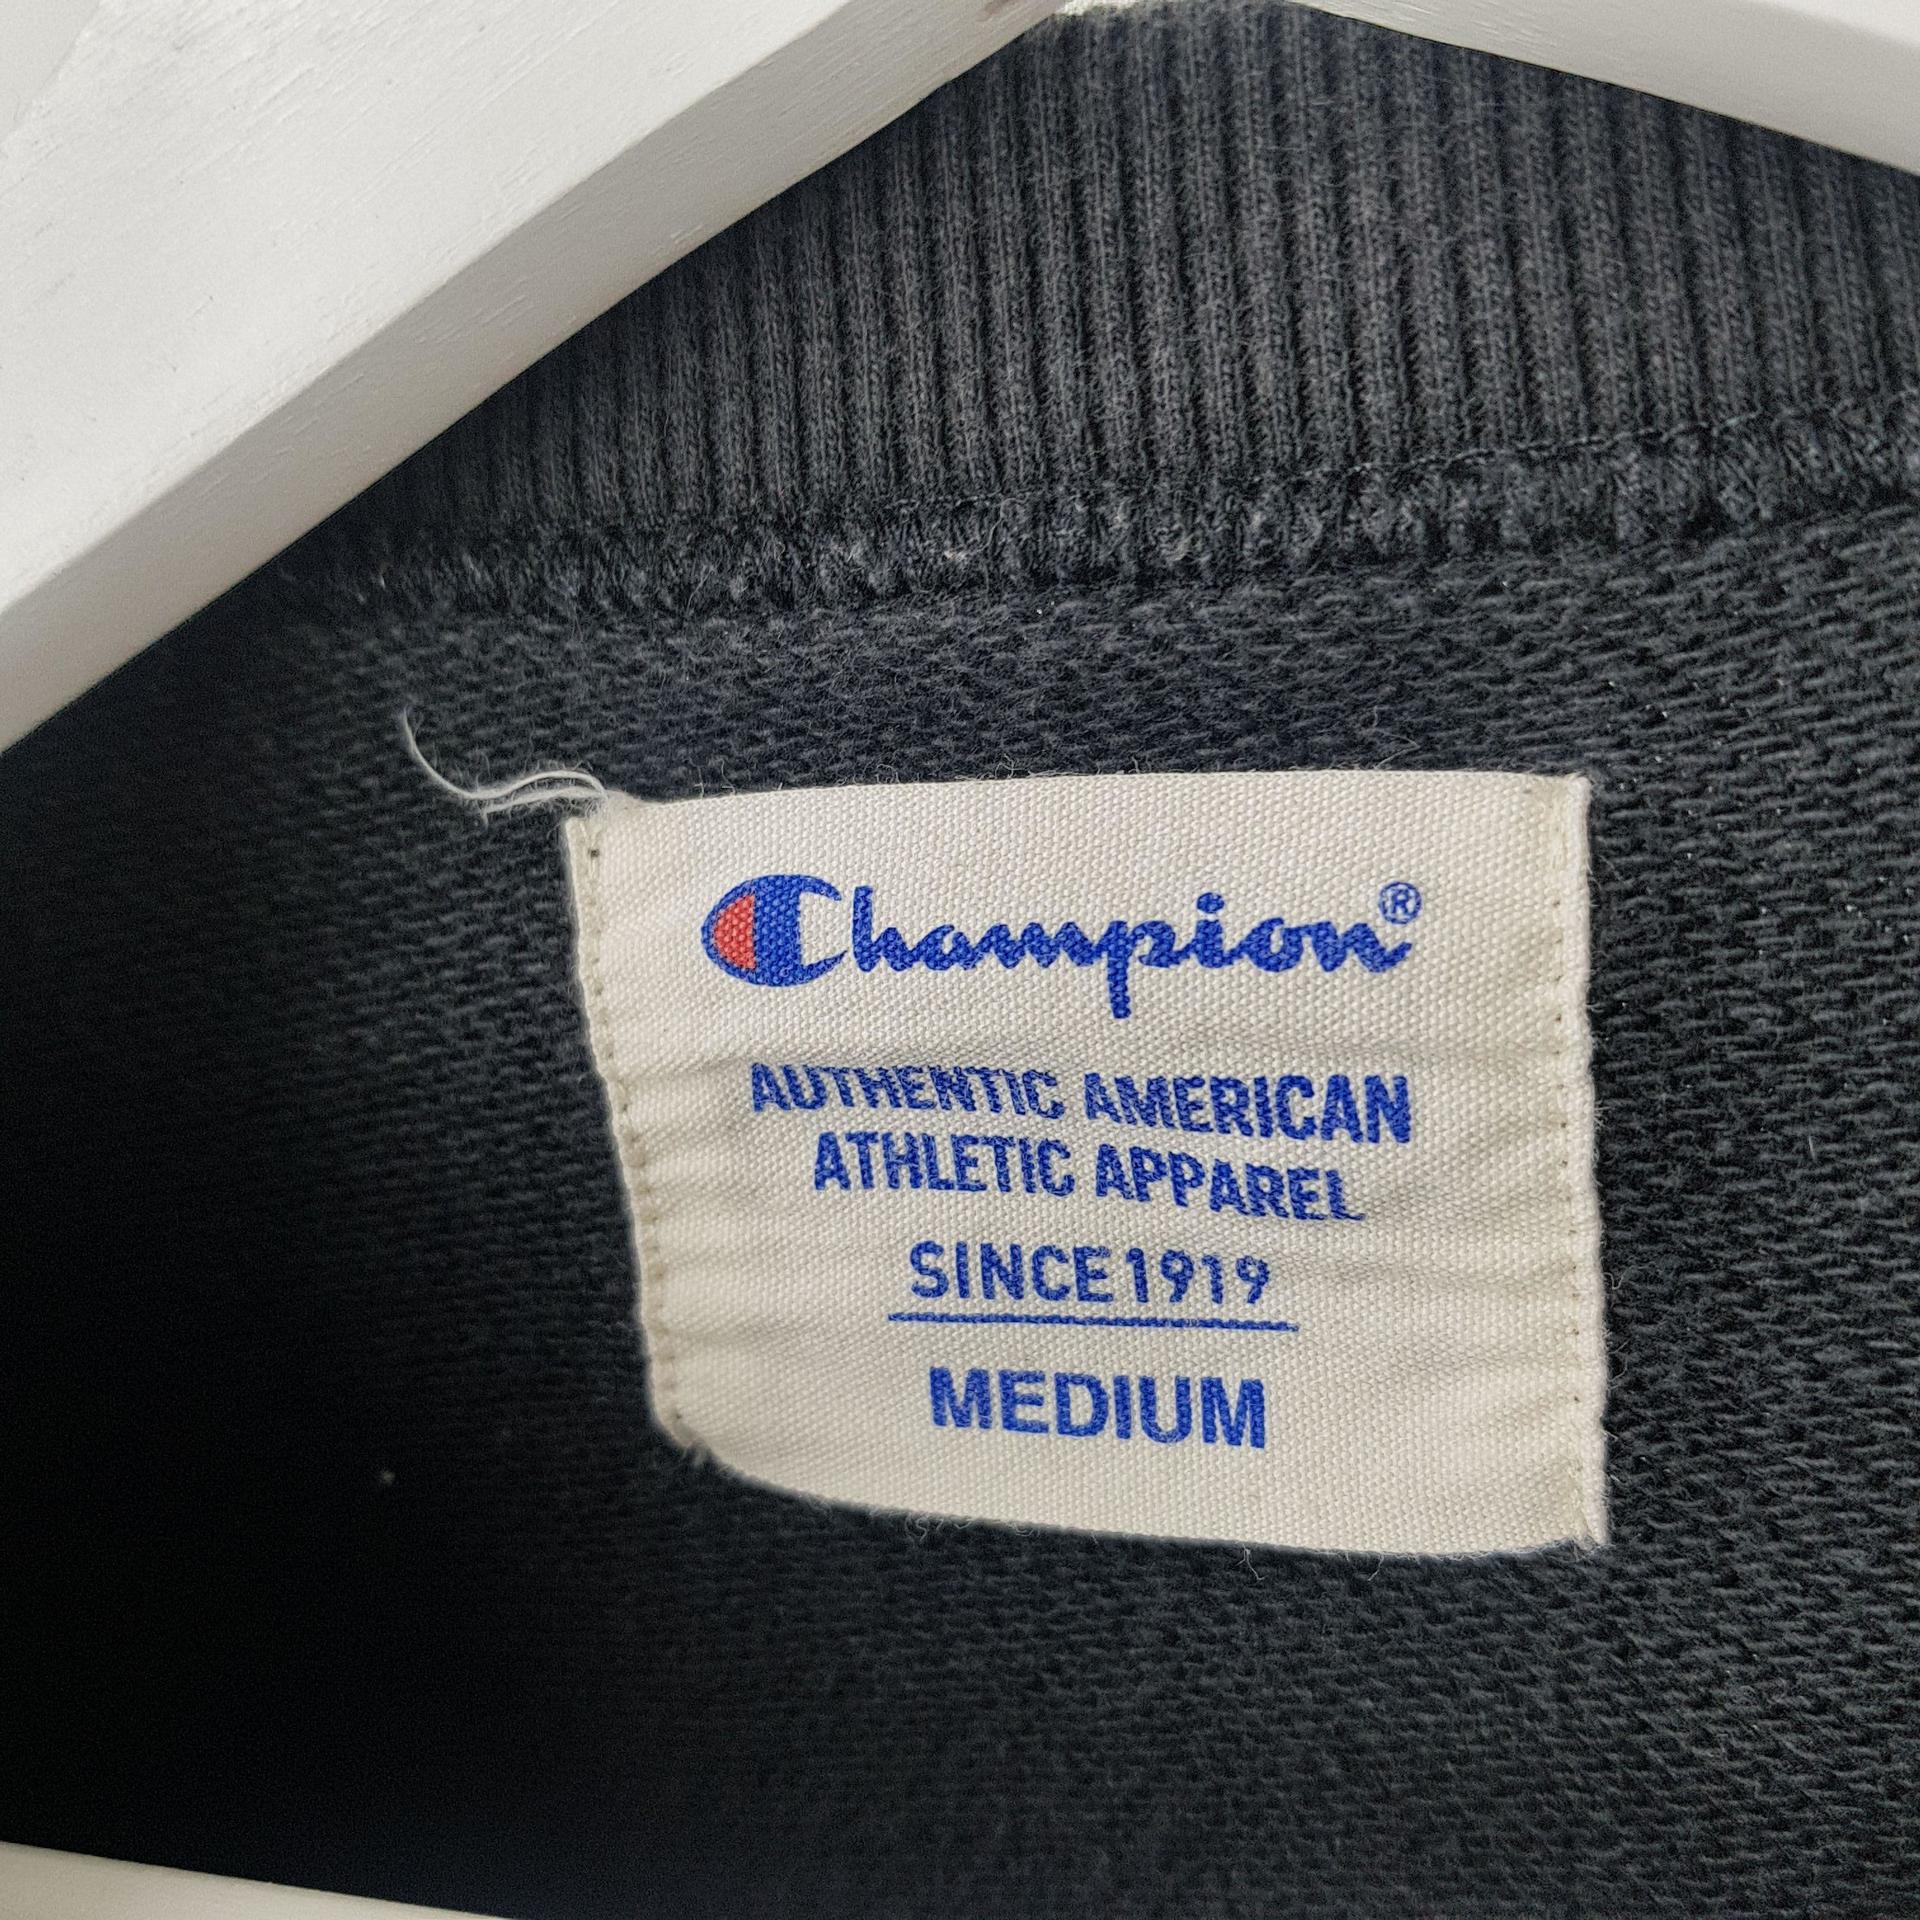 Champion®
AUTHENTIC AMERICAN
ATHLETIC APPAREL
SINCE 1919
MEDIUM